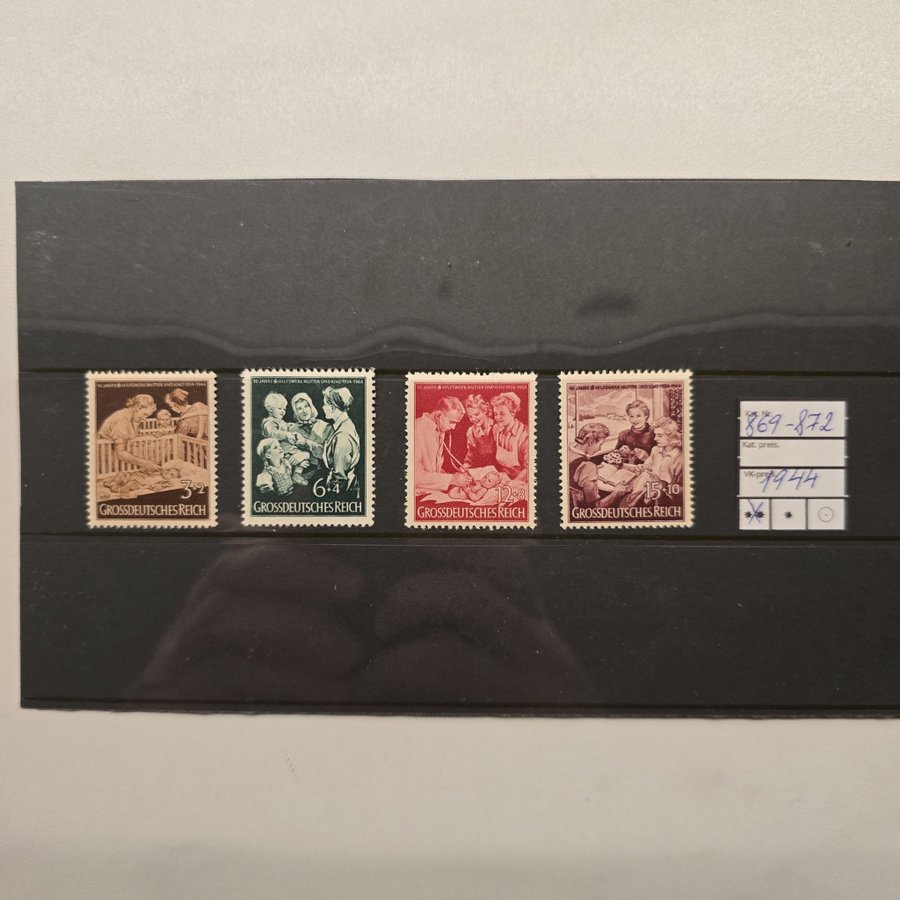 10 JAHRE HILFSWERK MUTTER UND KIND 1934-1944
3+2
GROSSDEUTSCHES REICH
10 JAHRE HILFSWERK MUTTER UND KIND 1934-1944
6+4
GROSSDEUTSCHES REICH
10 JAHRE HILFSWERK MUTTER UND KIND 1934-1944
12+8
GROSSDEUTSCHES REICH
10 JAHRE HILFSWERK MUTTER UND KIND 1934-1944
15+10
GROSSDEUTSCHES REICH
Kat. Nr.
869-872
Kat. preis.
VK-preis
1944